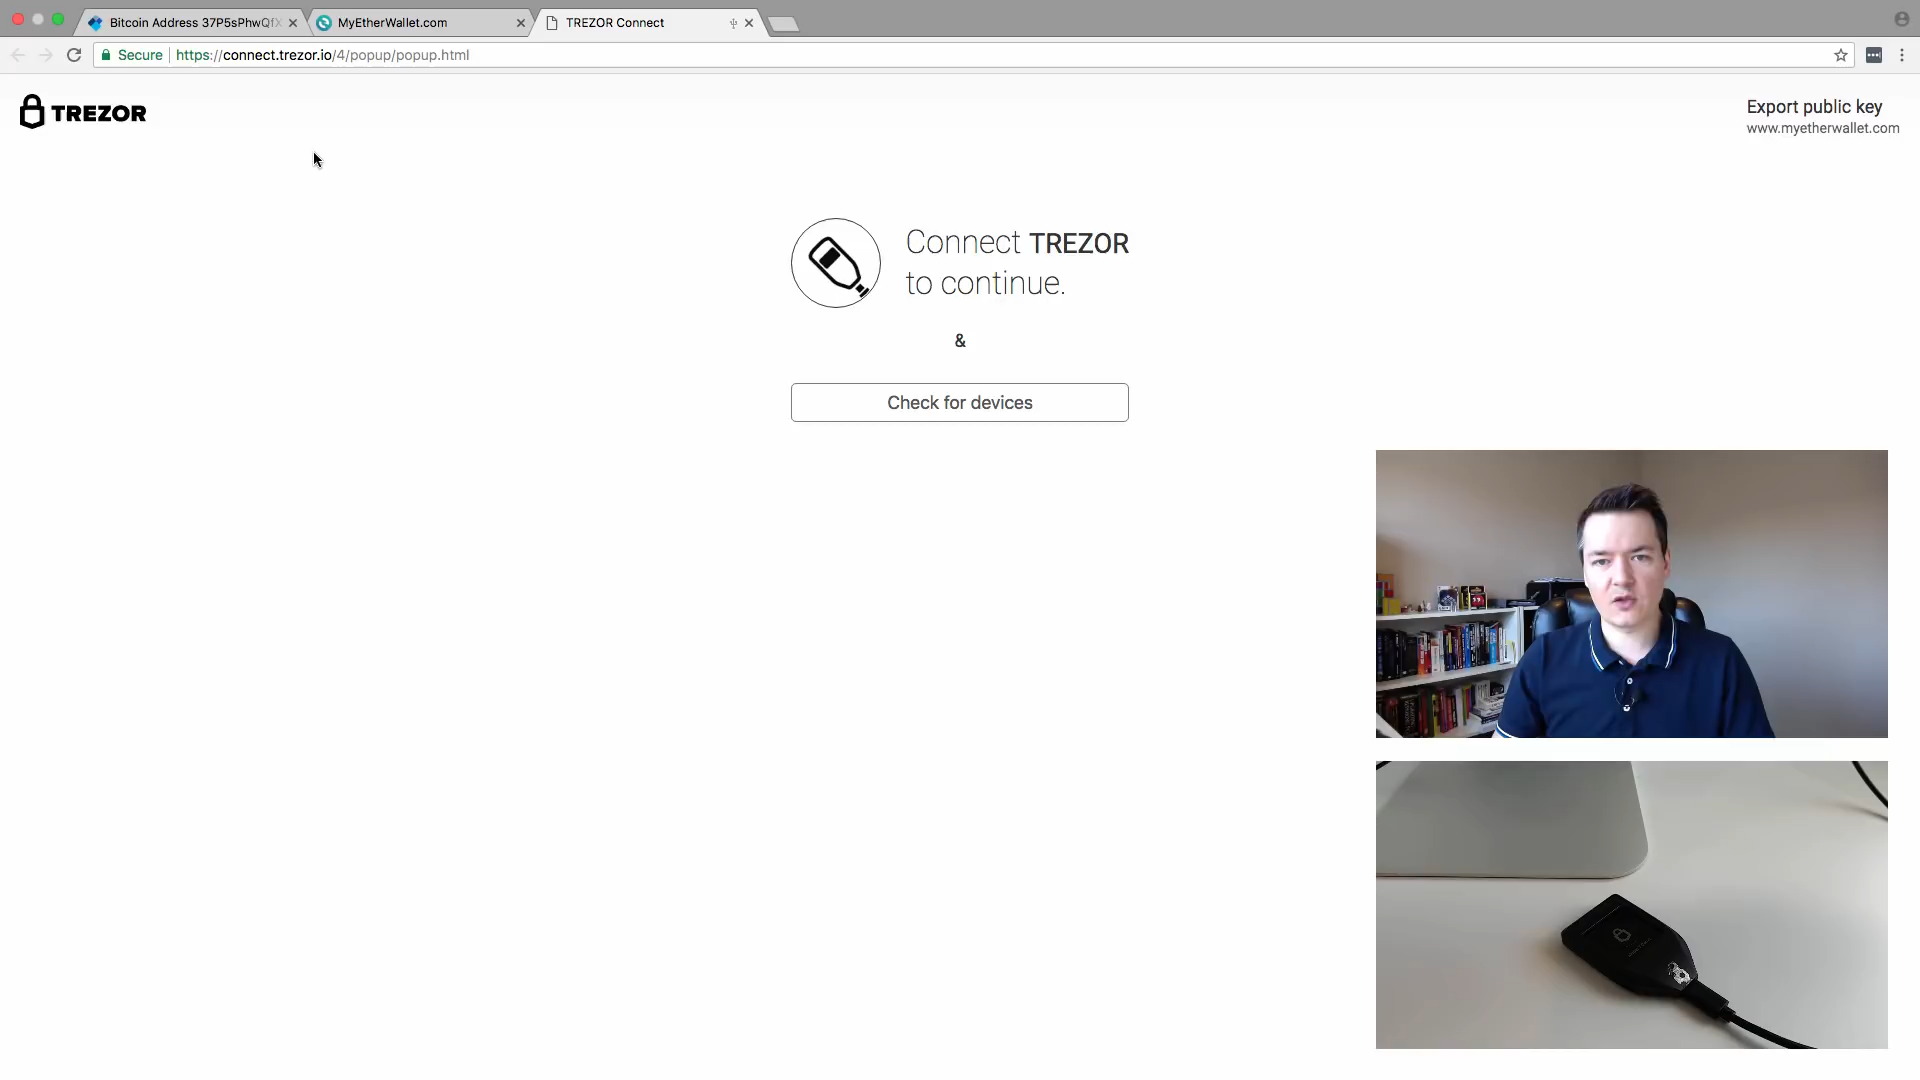 Bitcoin Address 37P5sPhwQf
MyEtherWallet.com
TREZOR Connect
Secure
https://connect.trezor.io/4/popup/popup.html
TREZOR
Export public key
www.myetherwallet.com
Connect TREZOR
to continue.
&
Check for devices